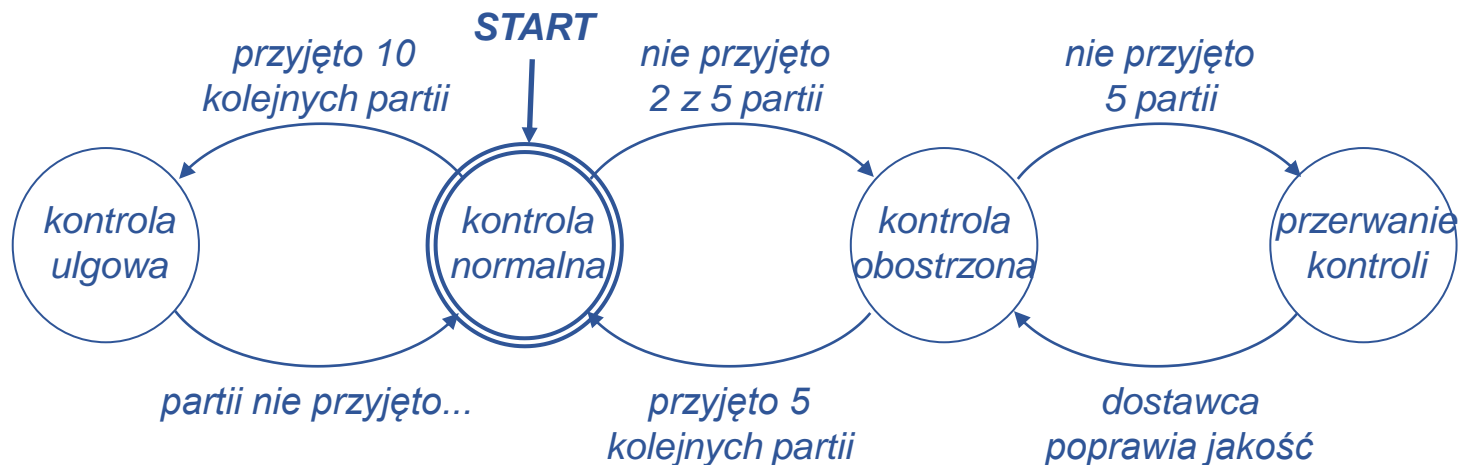 START
przyjęto 10
kolejnych partii
nie przyjęto
2 z 5 partii
nie przyjęto
5 partii
kontrola
ulgowa
kontrola
normalna
kontrola
obostrzona
przerwanie
kontroli
partii nie przyjęto...
przyjęto 5
kolejnych partii
dostawca
poprawia jakość